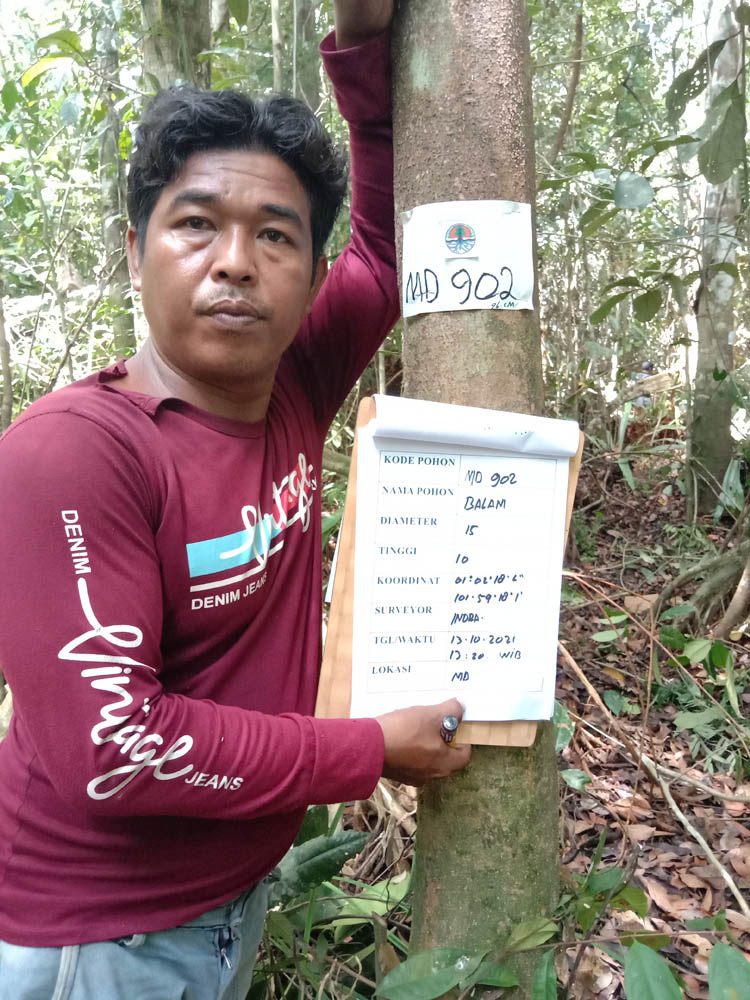 MD 902
96 CM
KODE POHON MD 902
NAMA POHON BALAM
DIAMETER 15
TINGGI 10
KOORDINAT 01°02'18.6"
101°59'18.1"
SURVEYOR INDRA.
TGL/WAKTU 13.10.2021
13:20 WIB
LOKASI MD
Vintage
DENIM JEANS
DENIM
Vintage
JEANS